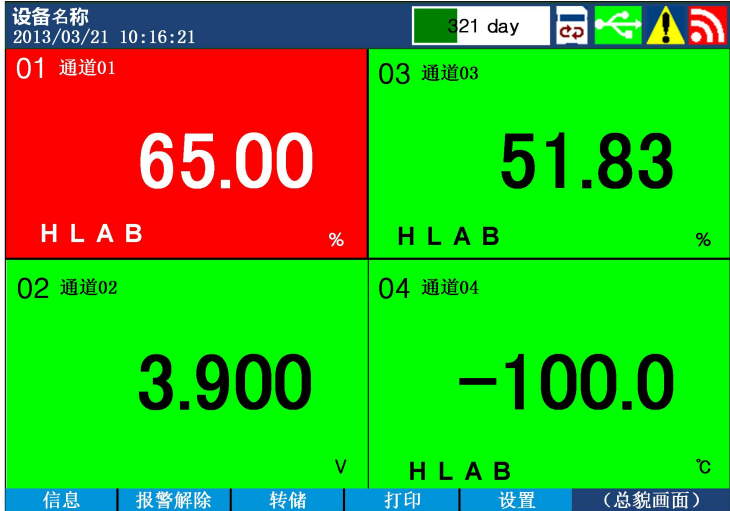 设备名称
2013/03/21 10:16:21
321 day
01 通道01
65.00
H L A B %
03 通道03
51.83
H L A B %
02 通道02
3.900
V
04 通道04
-100.0
H L A B ℃
信息 报警解除 转储 打印 设置 (总貌画面)